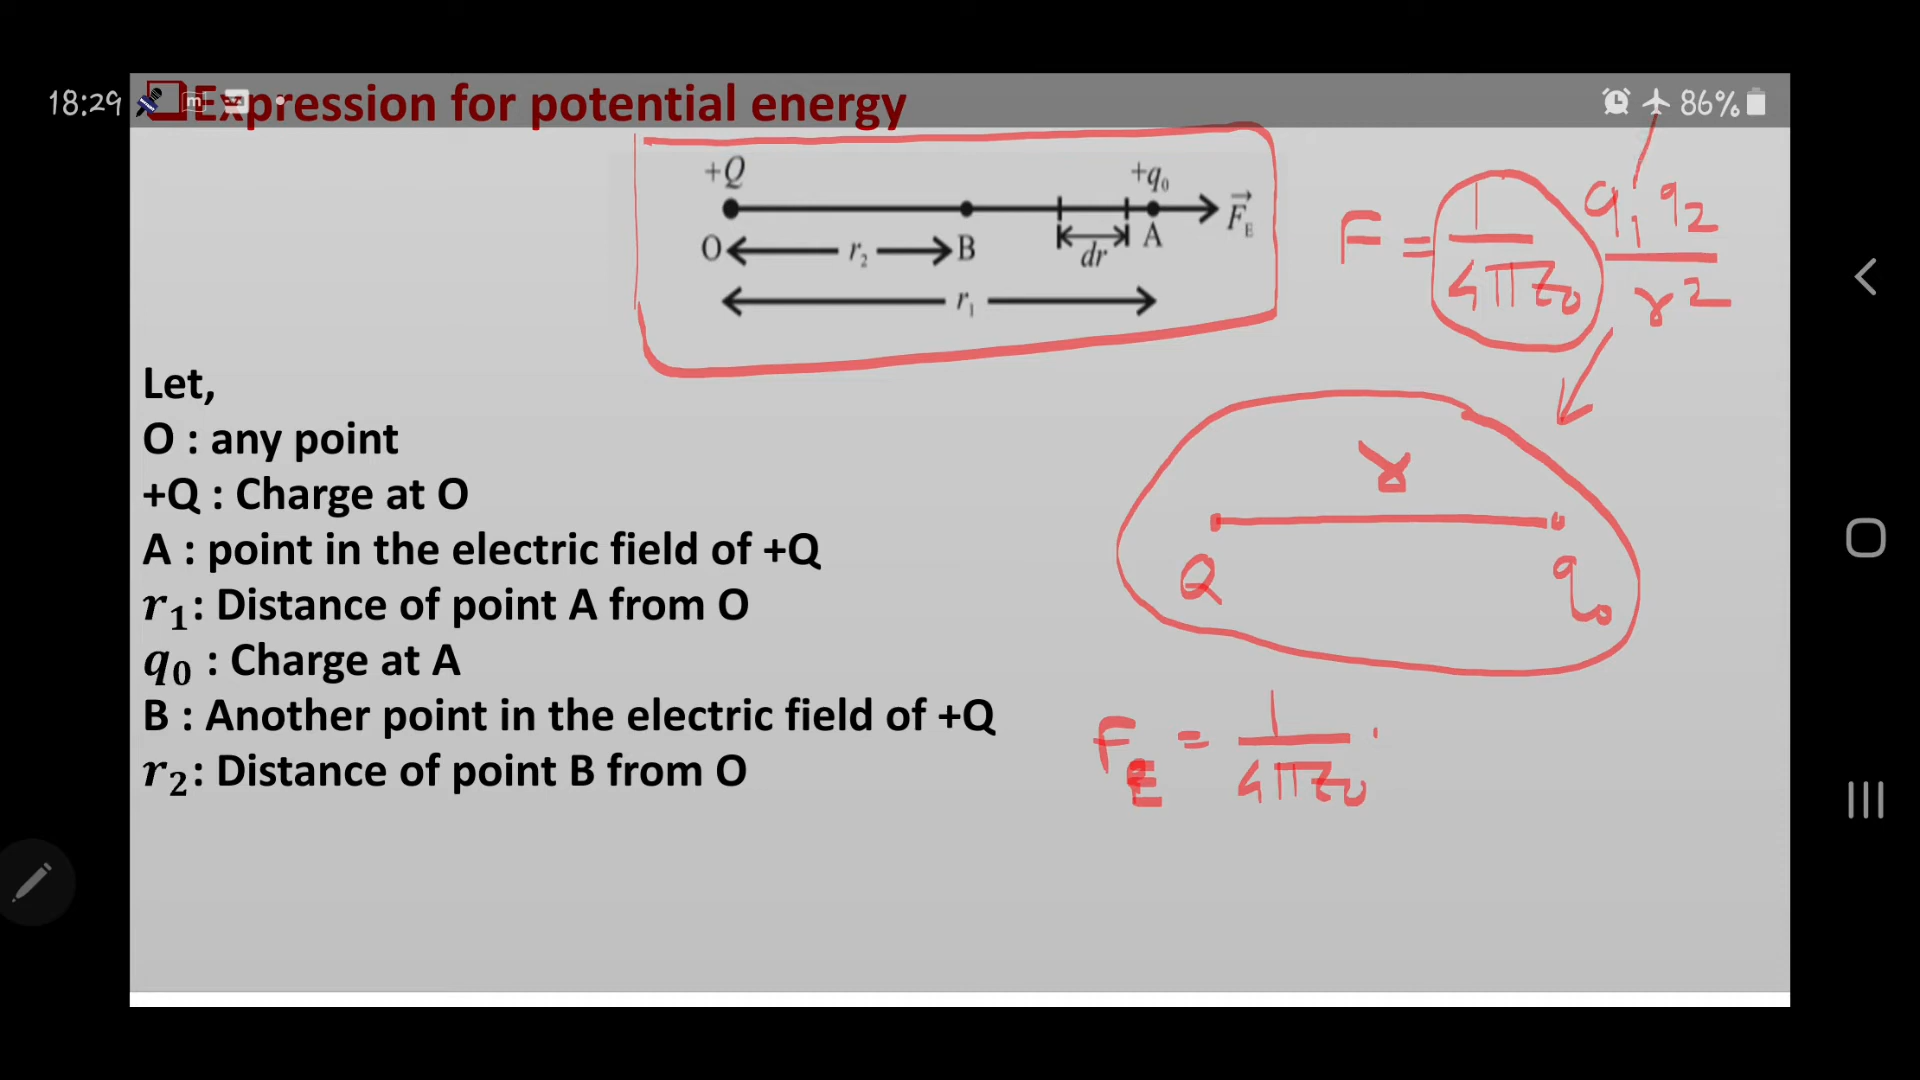 18:29
Expression for potential energy
86%
+Q
+q₀
F⃗_E
O
r₂
B
dr
A
r₁
F = 1/4πε₀ q₁q₂/r²
Let,
O : any point
+Q : Charge at O
A : point in the electric field of +Q
r₁: Distance of point A from O
q₀ : Charge at A
B : Another point in the electric field of +Q
r₂: Distance of point B from O
r
Q
q₀
F_E = 1/4πε₀ ·